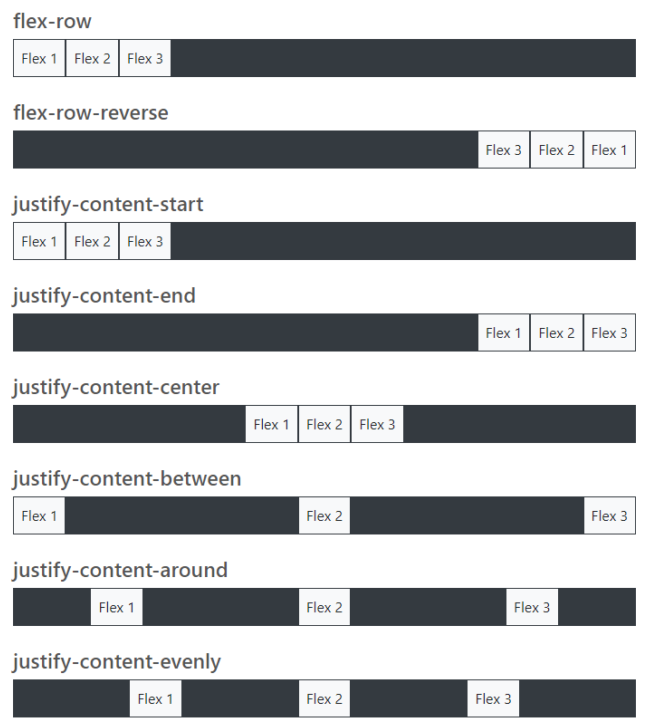 flex-row
Flex 1 Flex 2 Flex 3
flex-row-reverse
Flex 3 Flex 2 Flex 1
justify-content-start
Flex 1 Flex 2 Flex 3
justify-content-end
Flex 1 Flex 2 Flex 3
justify-content-center
Flex 1 Flex 2 Flex 3
justify-content-between
Flex 1 Flex 2 Flex 3
justify-content-around
Flex 1 Flex 2 Flex 3
justify-content-evenly
Flex 1 Flex 2 Flex 3